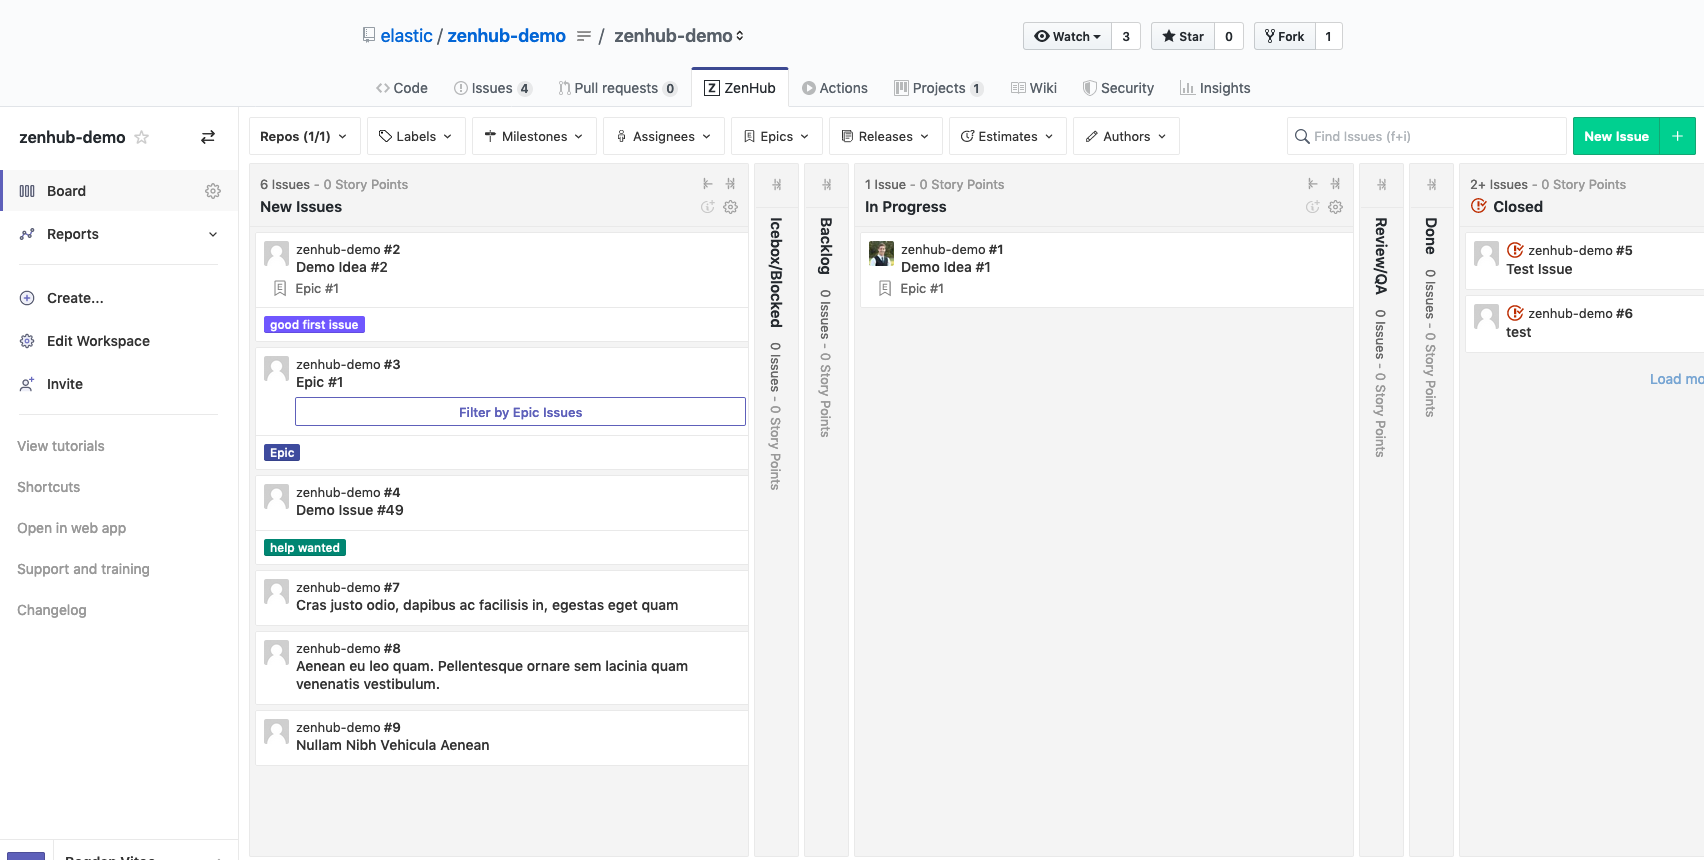 elastic / zenhub-demo / zenhub-demo
Watch 3
Star 0
Fork 1
Code
Issues 4
Pull requests 0
ZenHub
Actions
Projects 1
Wiki
Security
Insights
zenhub-demo
Board
Reports
Create...
Edit Workspace
Invite
View tutorials
Shortcuts
Open in web app
Support and training
Changelog
Repos (1/1)
Labels
Milestones
Assignees
Epics
Releases
Estimates
Authors
Find Issues (f+i)
New Issue +
6 Issues - 0 Story Points
New Issues
zenhub-demo #2
Demo Idea #2
Epic #1
good first issue
zenhub-demo #3
Epic #1
Filter by Epic Issues
Epic
zenhub-demo #4
Demo Issue #49
help wanted
zenhub-demo #7
Cras justo odio, dapibus ac facilisis in, egestas eget quam
zenhub-demo #8
Aenean eu leo quam. Pellentesque ornare sem lacinia quam
venenatis vestibulum.
zenhub-demo #9
Nullam Nibh Vehicula Aenean
Icebox/Blocked 0 Issues - 0 Story Points
Backlog 0 Issues - 0 Story Points
1 Issue - 0 Story Points
In Progress
zenhub-demo #1
Demo Idea #1
Epic #1
Review/QA 0 Issues - 0 Story Points
Done 0 Issues - 0 Story Points
2+ Issues - 0 Story Points
Closed
zenhub-demo #5
Test Issue
zenhub-demo #6
test
Load mo